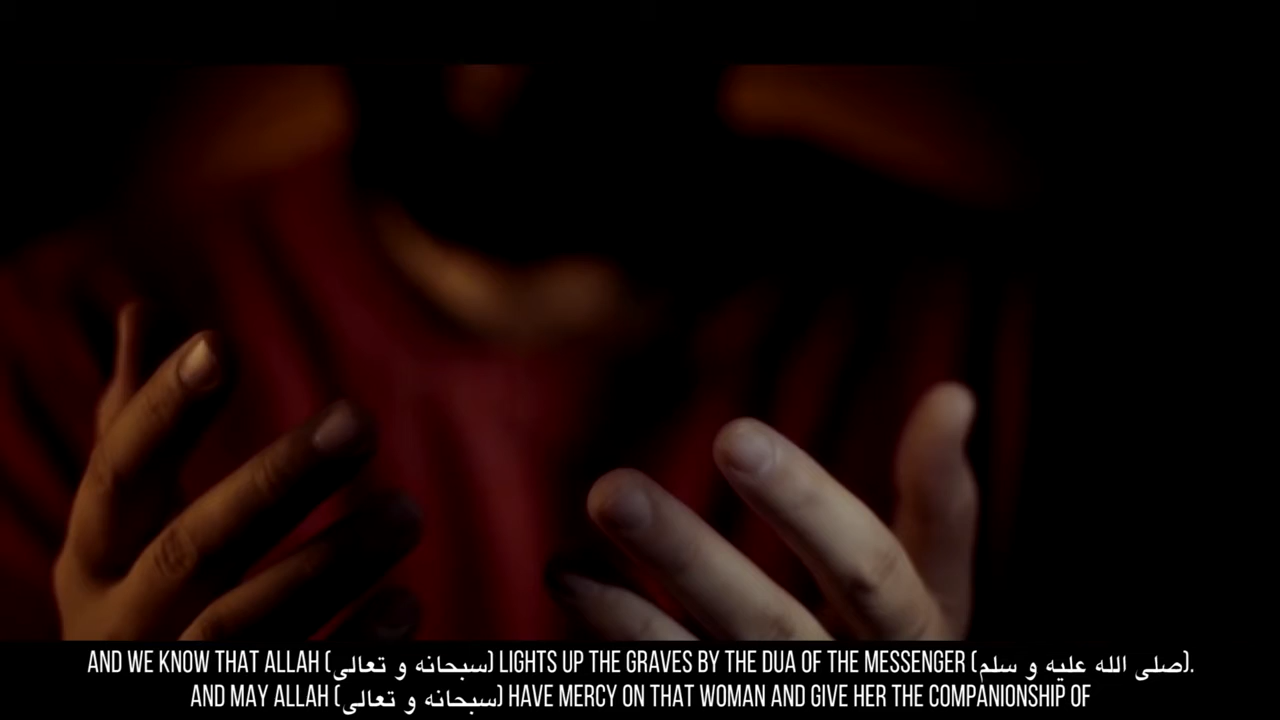 AND WE KNOW THAT ALLAH (سبحانه و تعالى) LIGHTS UP THE GRAVES BY THE DUA OF THE MESSENGER (صلى الله عليه و سلم).
AND MAY ALLAH (سبحانه و تعالى) HAVE MERCY ON THAT WOMAN AND GIVE HER THE COMPANIONSHIP OF